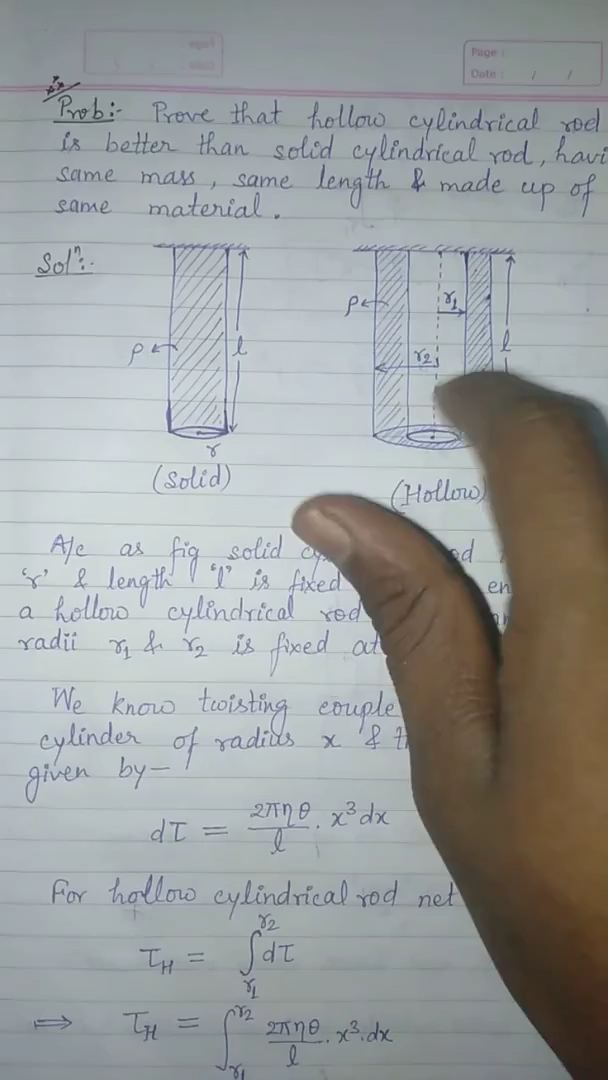 Page :
Date : / /
Prob:- Prove that hollow cylindrical rod
is better than solid cylindrical rod, havi
same mass, same length & made up of
same material.
Solⁿ:-
ρ l r
(Solid)
ρ r1 r2 l
(Hollow)
A/c as fig solid
'r' & length 'l' is fixed
a hollow cylindrical rod
radii r1 & r2 is fixed at
We know twisting couple
cylinder of radius x &
given by—
dτ = 2πηθ/l . x³dx
For hollow cylindrical rod net
τH = ∫r1^r2 dτ
⇒ τH = ∫r1^r2 2πηθ/l . x³.dx